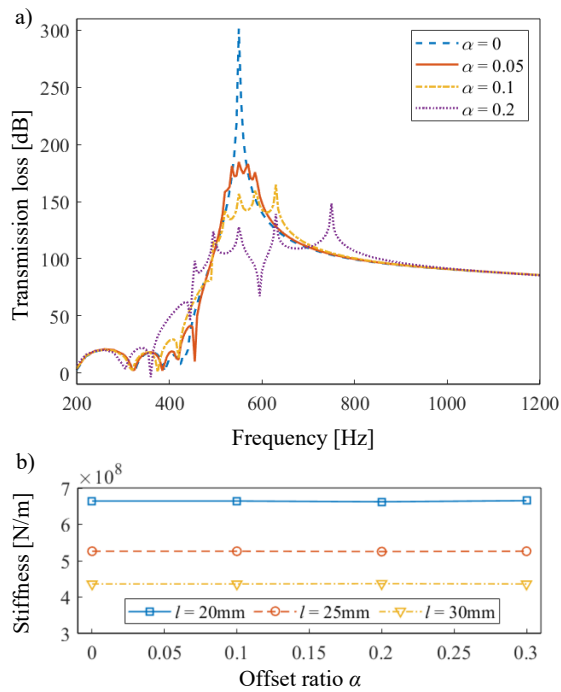 a)
Transmission loss [dB]
300
250
200
150
100
50
0
α = 0
α = 0.05
α = 0.1
α = 0.2
200 400 600 800 1000 1200
Frequency [Hz]
b)
×10⁸
Stiffness [N/m]
7
6
5
4
3
l = 20mm l = 25mm l = 30mm
0 0.05 0.1 0.15 0.2 0.25 0.3
Offset ratio α